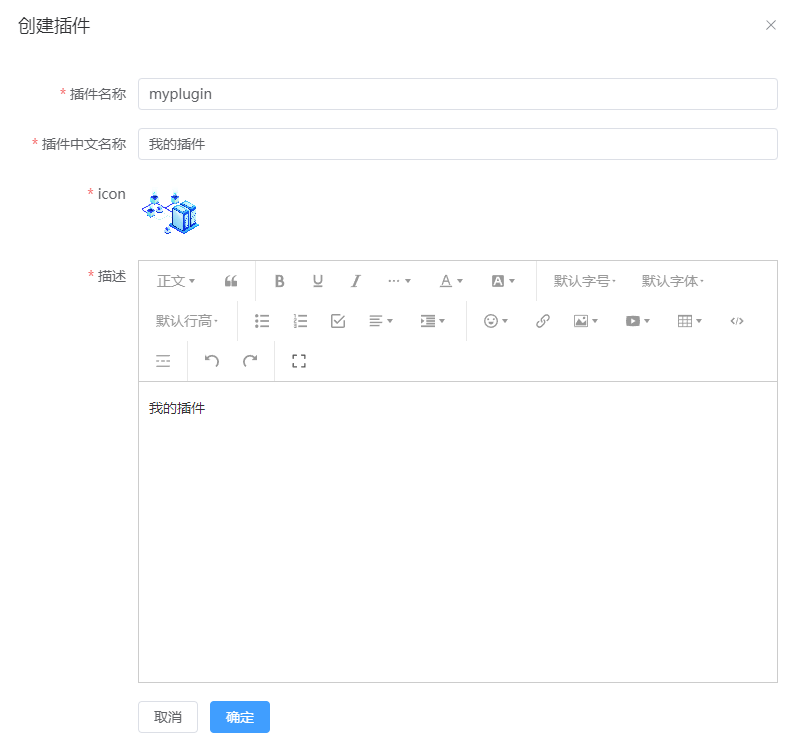 创建插件
* 插件名称 myplugin
* 插件中文名称 我的插件
* icon
* 描述
正文 B U I A A 默认字号 默认字体
默认行高
我的插件
取消 确定